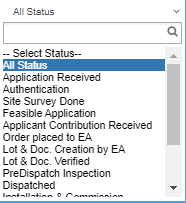 All Status
-- Select Status--
All Status
Application Received
Authentication
Site Survey Done
Feasible Application
Applicant Contribution Received
Order placed to EA
Lot & Doc. Creation by EA
Lot & Doc. Verified
PreDispatch Inspection
Dispatched
Installation & Commission